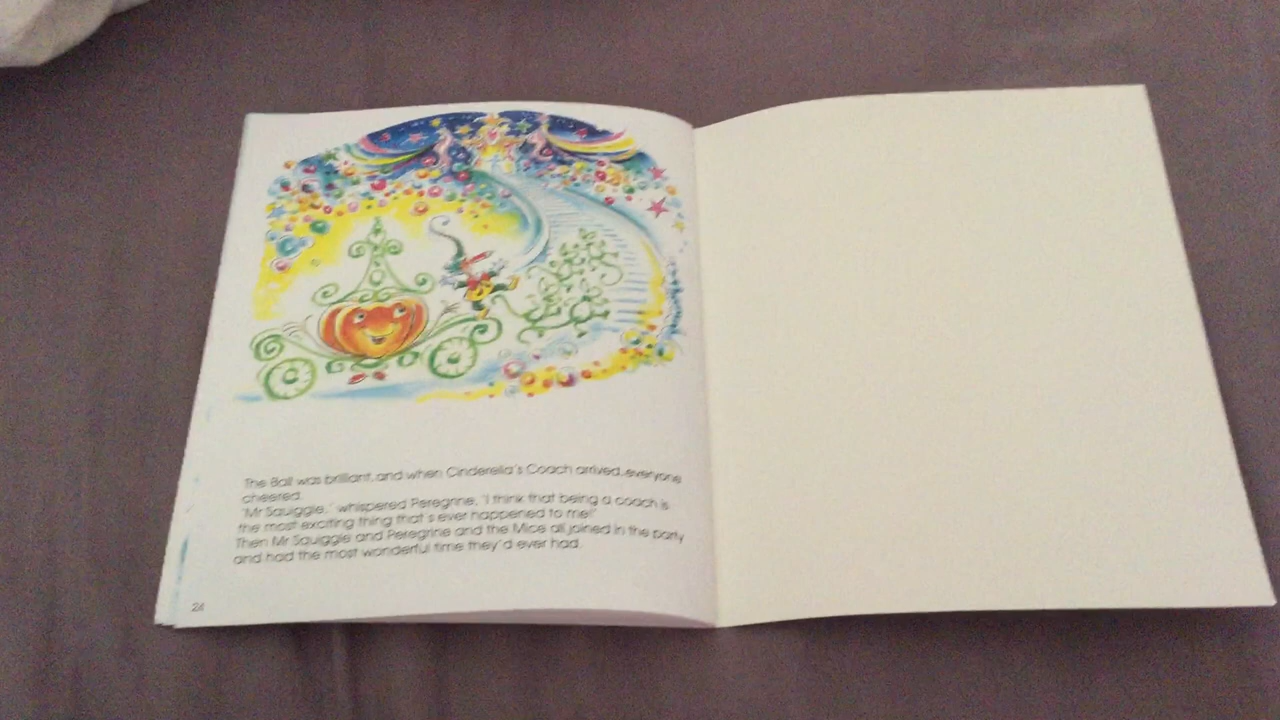 The Ball was brilliant, and when Cinderella's Coach arrived, everyone
cheered.
'Mr Squiggle,' whispered Peregrine, 'I think that being a coach is
the most exciting thing that's ever happened to me!'
Then Mr Squiggle and Peregrine and the Mice all joined in the party
and had the most wonderful time they'd ever had.
24